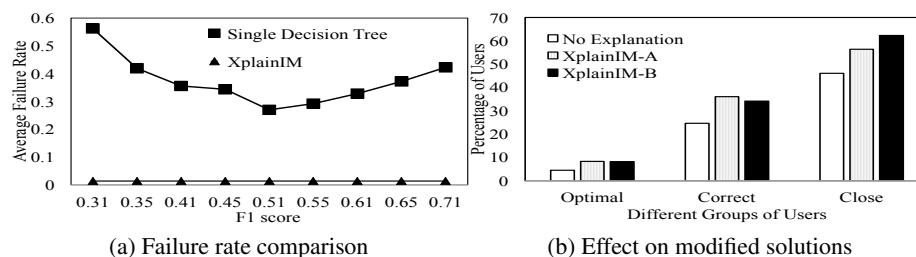 0.6
0.5
0.4
0.3
0.2
0.1
0
Average Failure Rate
Single Decision Tree
XplainIM
0.31 0.35 0.41 0.45 0.51 0.55 0.61 0.65 0.71
F1 score
(a) Failure rate comparison
70
60
50
40
30
20
10
0
Percentage of Users
No Explanation
XplainIM-A
XplainIM-B
Optimal Correct Close
Different Groups of Users
(b) Effect on modified solutions